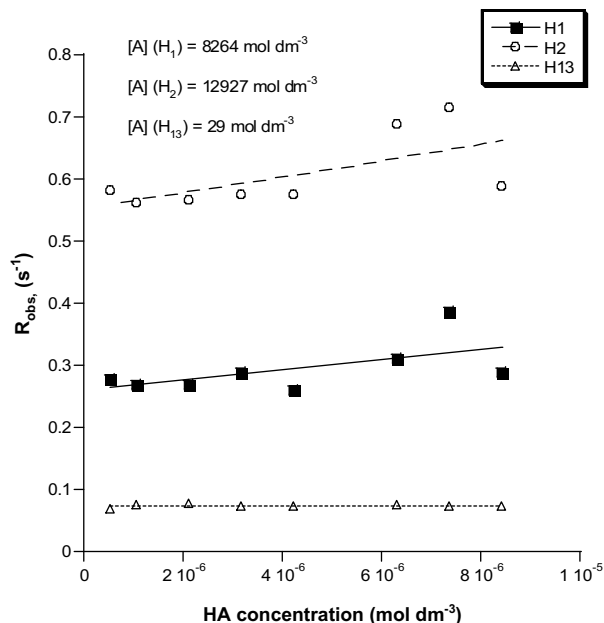 [A] (H₁) = 8264 mol dm⁻³
[A] (H₂) = 12927 mol dm⁻³
[A] (H₁₃) = 29 mol dm⁻³
H1
H2
H13
0.8
0.7
0.6
0.5
0.4
0.3
0.2
0.1
0
R_obs, (s⁻¹)
0 2 10⁻⁶ 4 10⁻⁶ 6 10⁻⁶ 8 10⁻⁶ 1 10⁻⁵
HA concentration (mol dm⁻³)